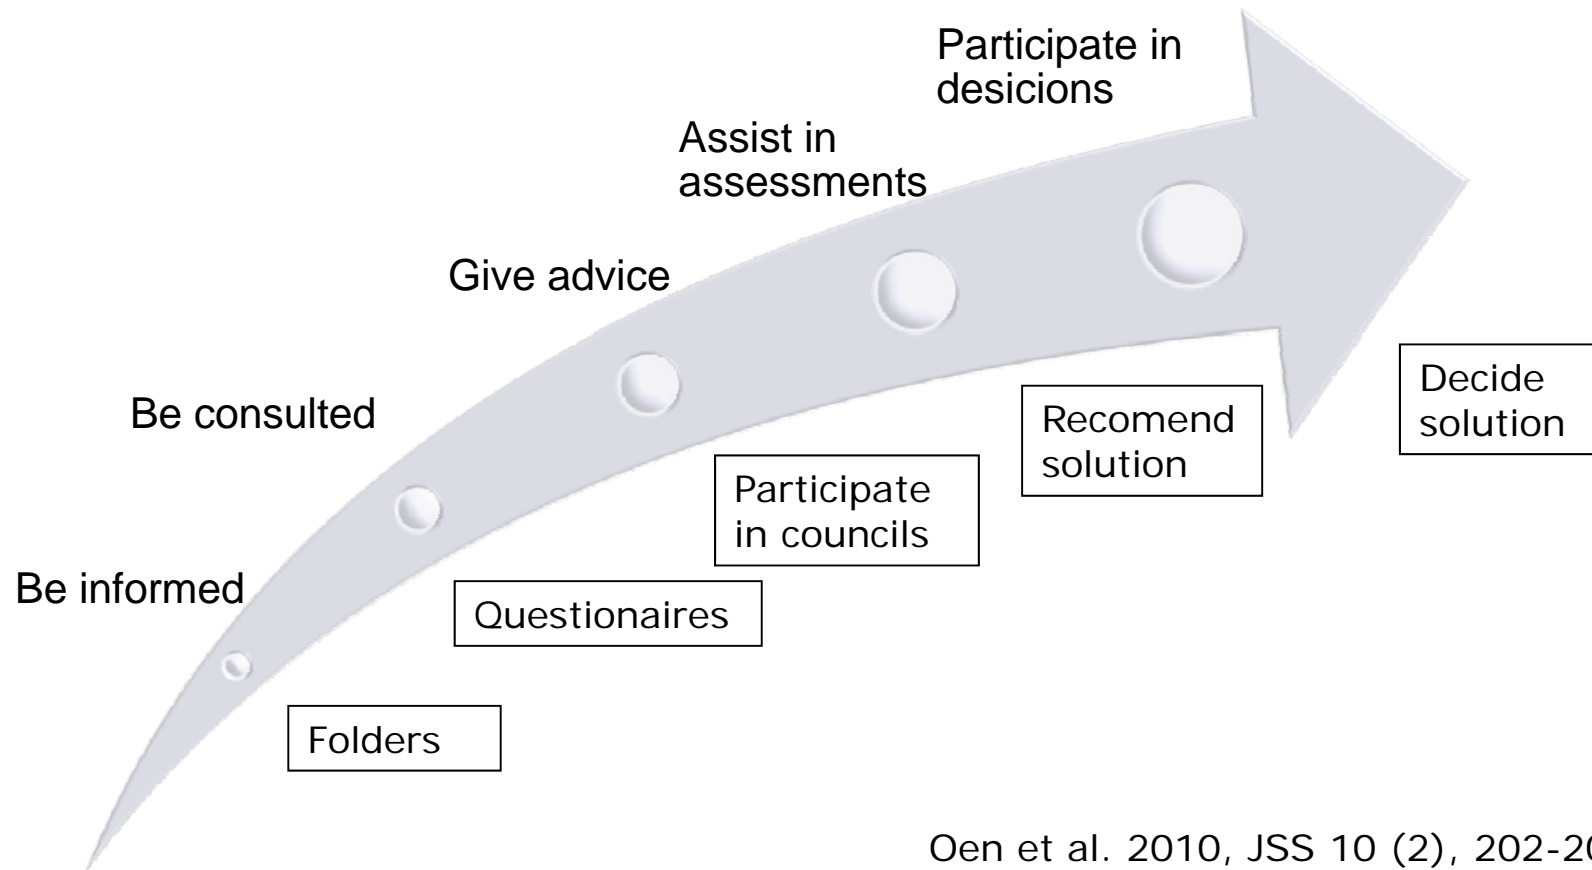 Participate in
desicions
Assist in
assessments
Give advice
Be consulted
Be informed
Decide
solution
Recomend
solution
Participate
in councils
Questionaires
Folders
Oen et al. 2010, JSS 10 (2), 202-20